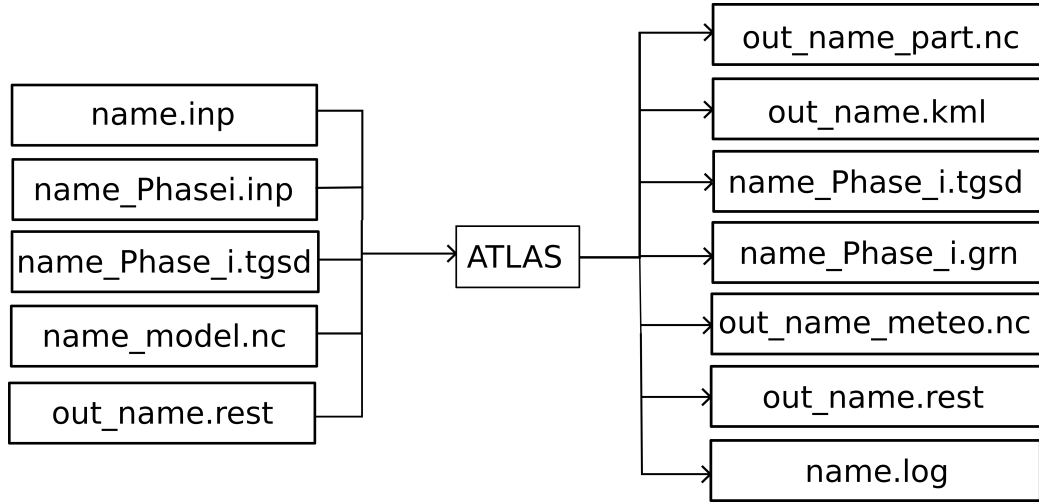 name.inp
name_Phasei.inp
name_Phase_i.tgsd
name_model.nc
out_name.rest
ATLAS
out_name_part.nc
out_name.kml
name_Phase_i.tgsd
name_Phase_i.grn
out_name_meteo.nc
out_name.rest
name.log